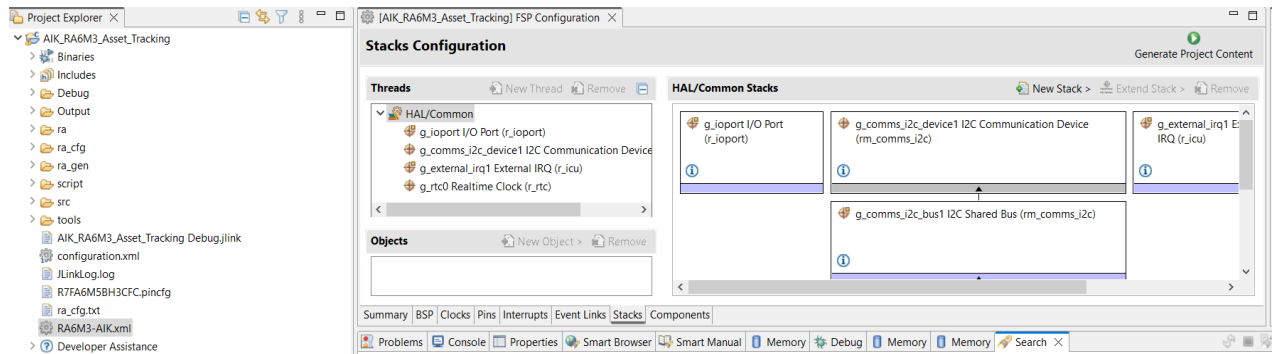 Project Explorer
AIK_RA6M3_Asset_Tracking
Binaries
Includes
Debug
Output
ra
ra_cfg
ra_gen
script
src
tools
AIK_RA6M3_Asset_Tracking Debug.jlink
configuration.xml
JLinkLog.log
R7FA6M5BH3CFC.pincfg
ra_cfg.txt
RA6M3-AIK.xml
Developer Assistance
[AIK_RA6M3_Asset_Tracking] FSP Configuration
Stacks Configuration
Generate Project Content
Threads
New Thread Remove
HAL/Common
g_ioport I/O Port (r_ioport)
g_comms_i2c_device1 I2C Communication Device
g_external_irq1 External IRQ (r_icu)
g_rtc0 Realtime Clock (r_rtc)
Objects
New Object > Remove
HAL/Common Stacks
New Stack > Extend Stack > Remove
g_ioport I/O Port
(r_ioport)
g_comms_i2c_device1 I2C Communication Device
(rm_comms_i2c)
g_external_irq1 E
IRQ (r_icu)
g_comms_i2c_bus1 I2C Shared Bus (rm_comms_i2c)
Summary BSP Clocks Pins Interrupts Event Links Stacks Components
Problems Console Properties Smart Browser Smart Manual Memory Debug Memory Memory Search